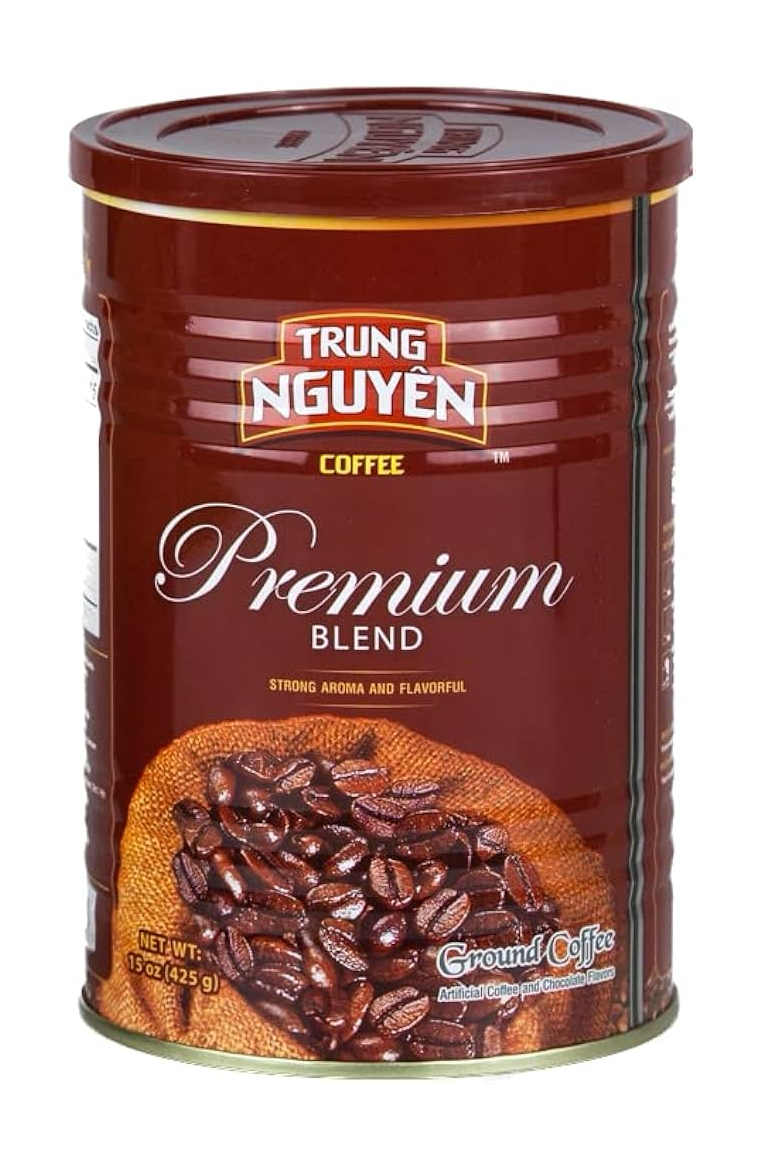 TRUNG
NGUYÊN
COFFEE
TM
Premium
BLEND
STRONG AROMA AND FLAVORFUL
NET WT:
15 oz (425 g)
Ground Coffee
Artificial Coffee and Chocolate Flavors